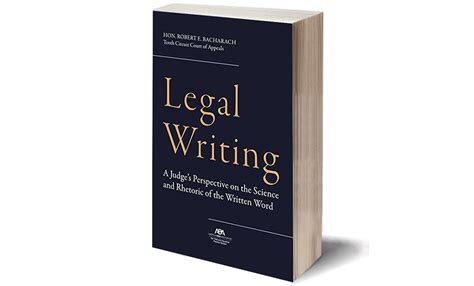 HON. ROBERT E. BACHARACH
Tenth Circuit Court of Appeals
Legal
Writing
A Judge's Perspective on the Science
and Rhetoric of the Written Word
ABA